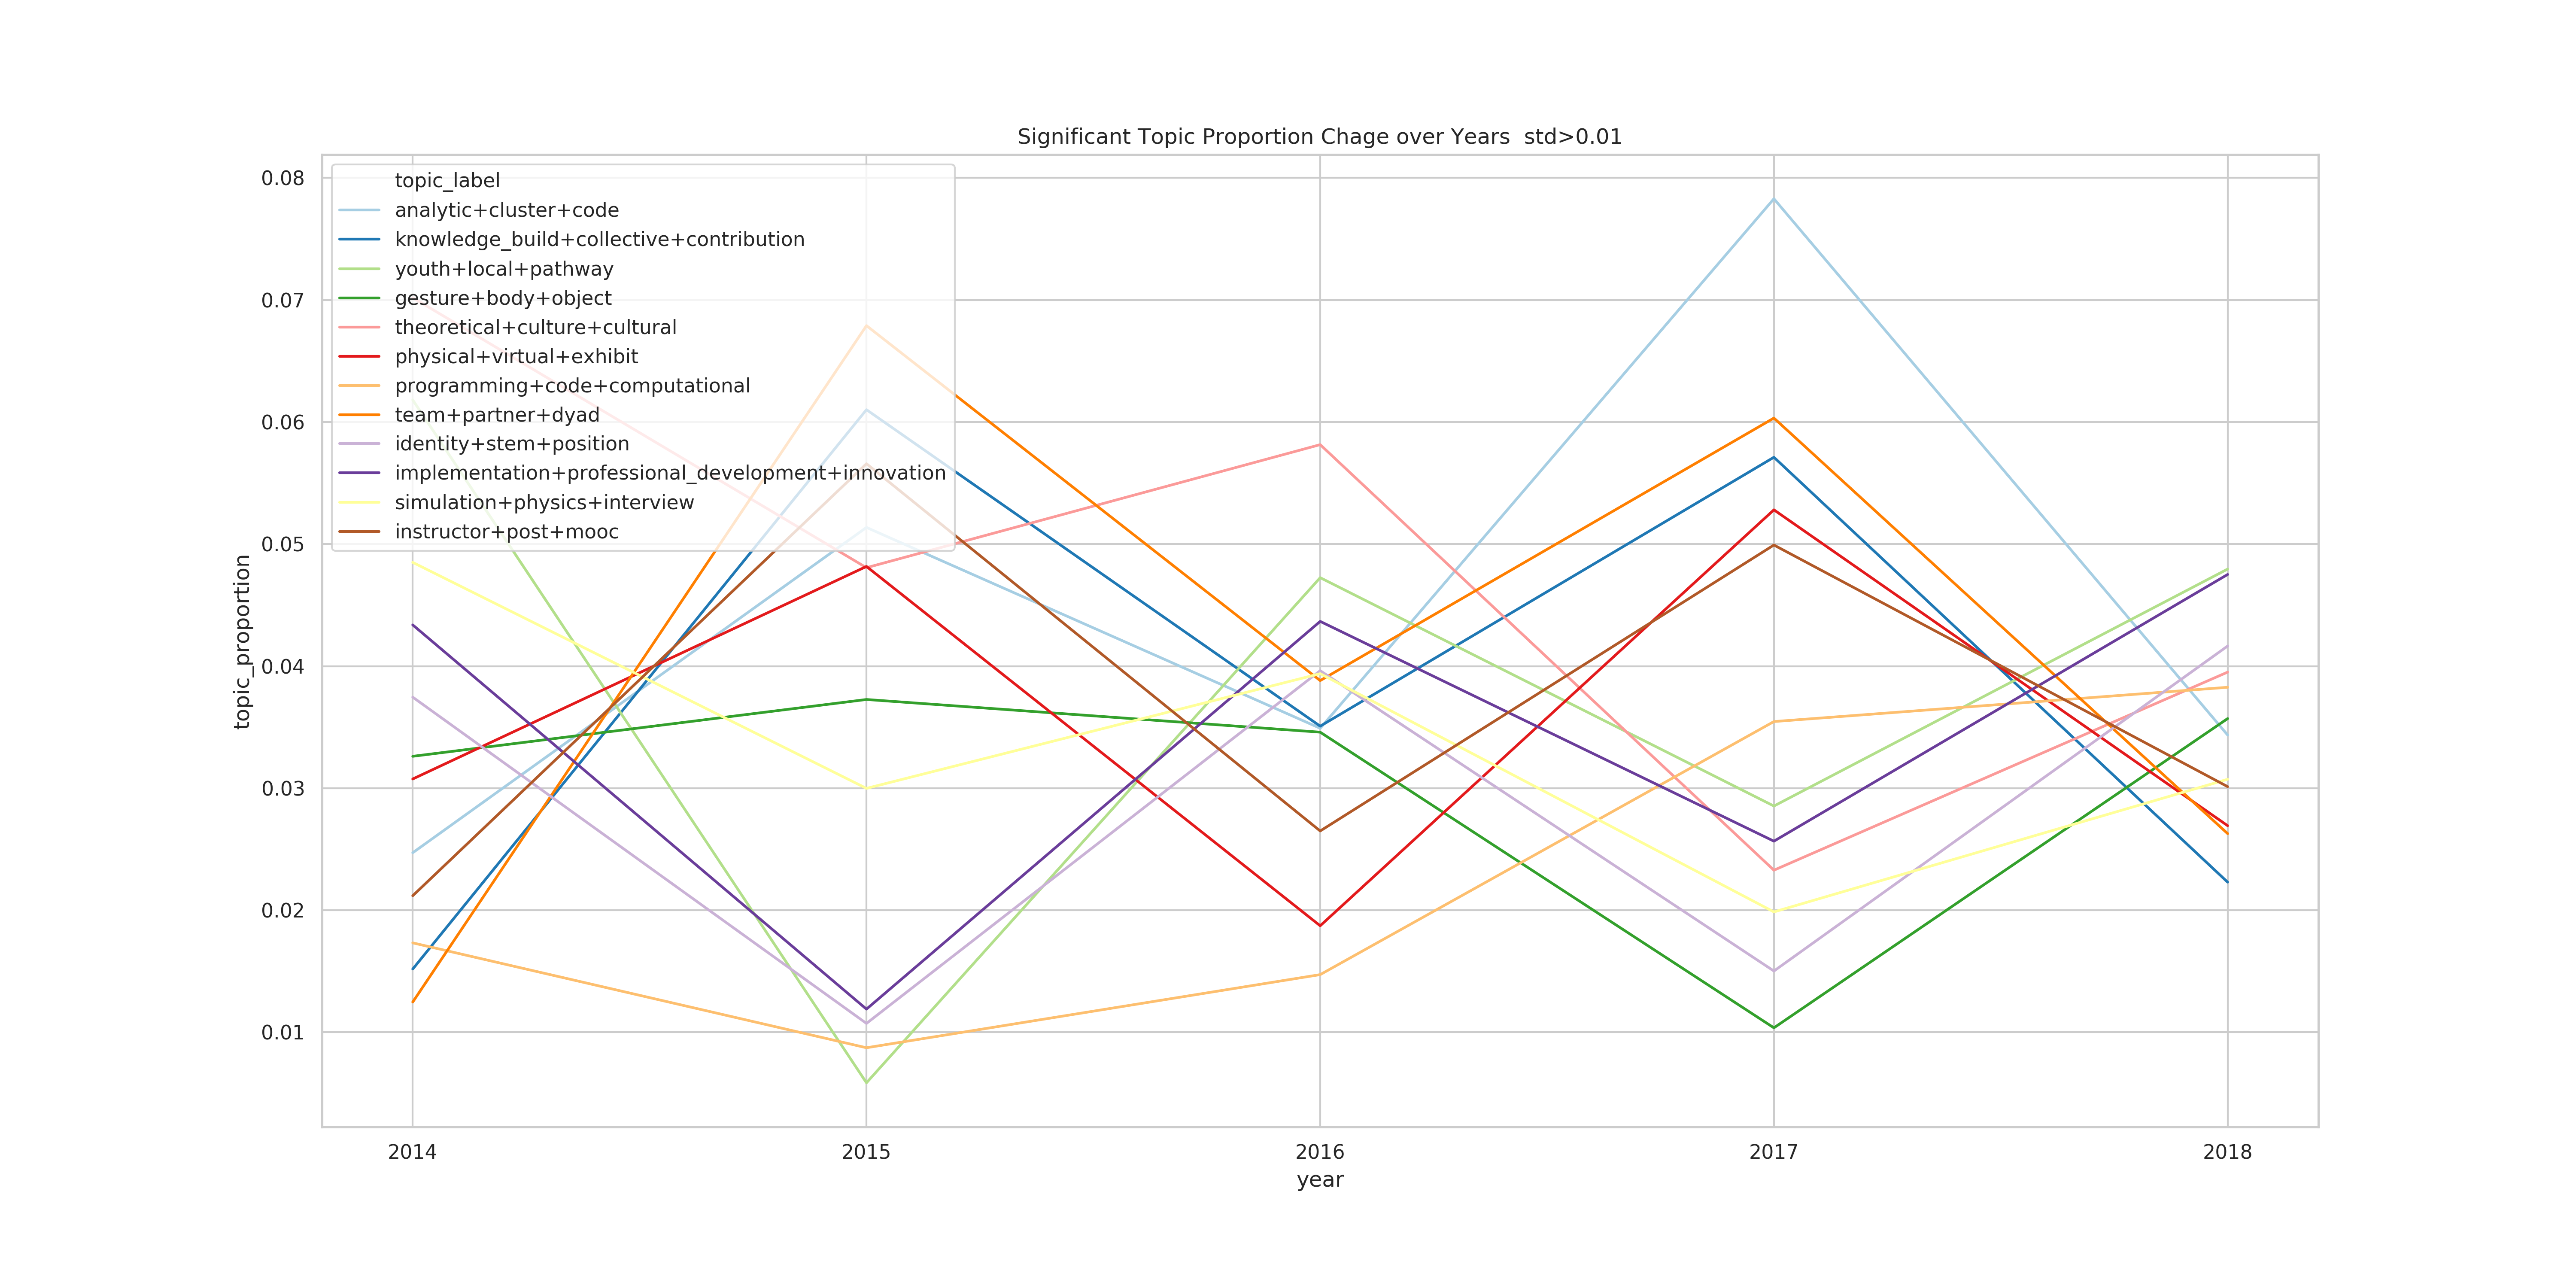 Significant Topic Proportion Chage over Years  std>0.01
topic_proportion
0.08
0.07
0.06
0.05
0.04
0.03
0.02
0.01
topic_label
analytic+cluster+code
knowledge_build+collective+contribution
youth+local+pathway
gesture+body+object
theoretical+culture+cultural
physical+virtual+exhibit
programming+code+computational
team+partner+dyad
identity+stem+position
implementation+professional_development+innovation
simulation+physics+interview
instructor+post+mooc
2014 2015 2016 2017 2018
year